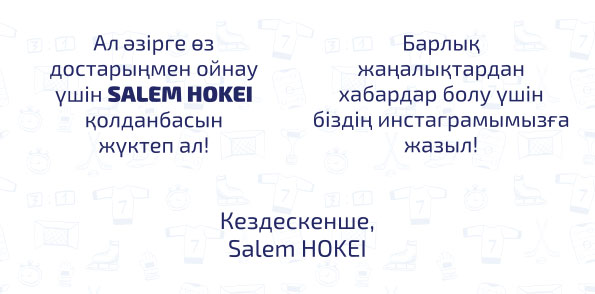 Ал әзірге өз
достарыңмен ойнау
үшін SALEM HOKEI
қолданбасын
жүктеп ал!
Барлық
жаңалықтардан
хабардар болу үшін
біздің инстаграмымызға
жазыл!
Кездескенше,
Salem HOKEI